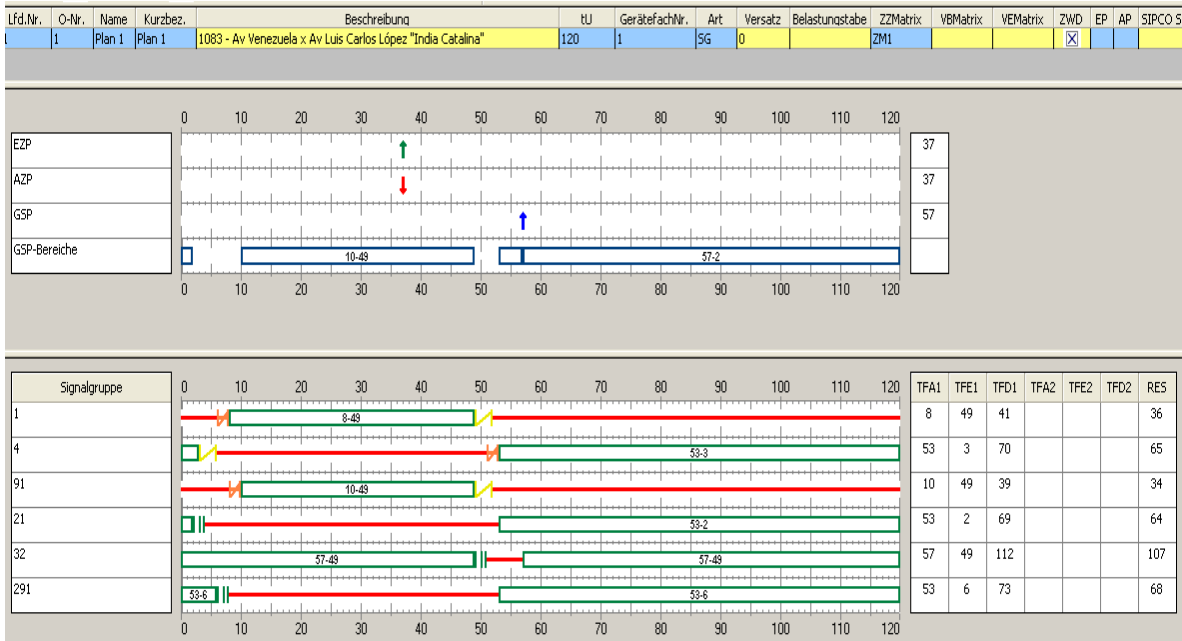 Lfd.Nr. O-Nr. Name Kurzbez. Beschreibung tU GerätefachNr. Art Versatz Belastungstabe ZZMatrix VBMatrix VEMatrix ZWD EP AP SIPCO S
1 1 Plan 1 Plan 1 1083 - Av Venezuela x Av Luis Carlos López "India Catalina" 120 1 SG 0 ZM1
0 10 20 30 40 50 60 70 80 90 100 110 120
EZP 37
AZP 37
GSP 57
GSP-Bereiche 10-49 57-2
0 10 20 30 40 50 60 70 80 90 100 110 120
Signalgruppe 0 10 20 30 40 50 60 70 80 90 100 110 120 TFA1 TFE1 TFD1 TFA2 TFE2 TFD2 RES
1 8-49 8 49 41 36
4 53-3 53 3 70 65
91 10-49 10 49 39 34
21 53-2 53 2 69 64
32 57-49 57-49 57 49 112 107
291 53-6 53-6 53 6 73 68
0 10 20 30 40 50 60 70 80 90 100 110 120